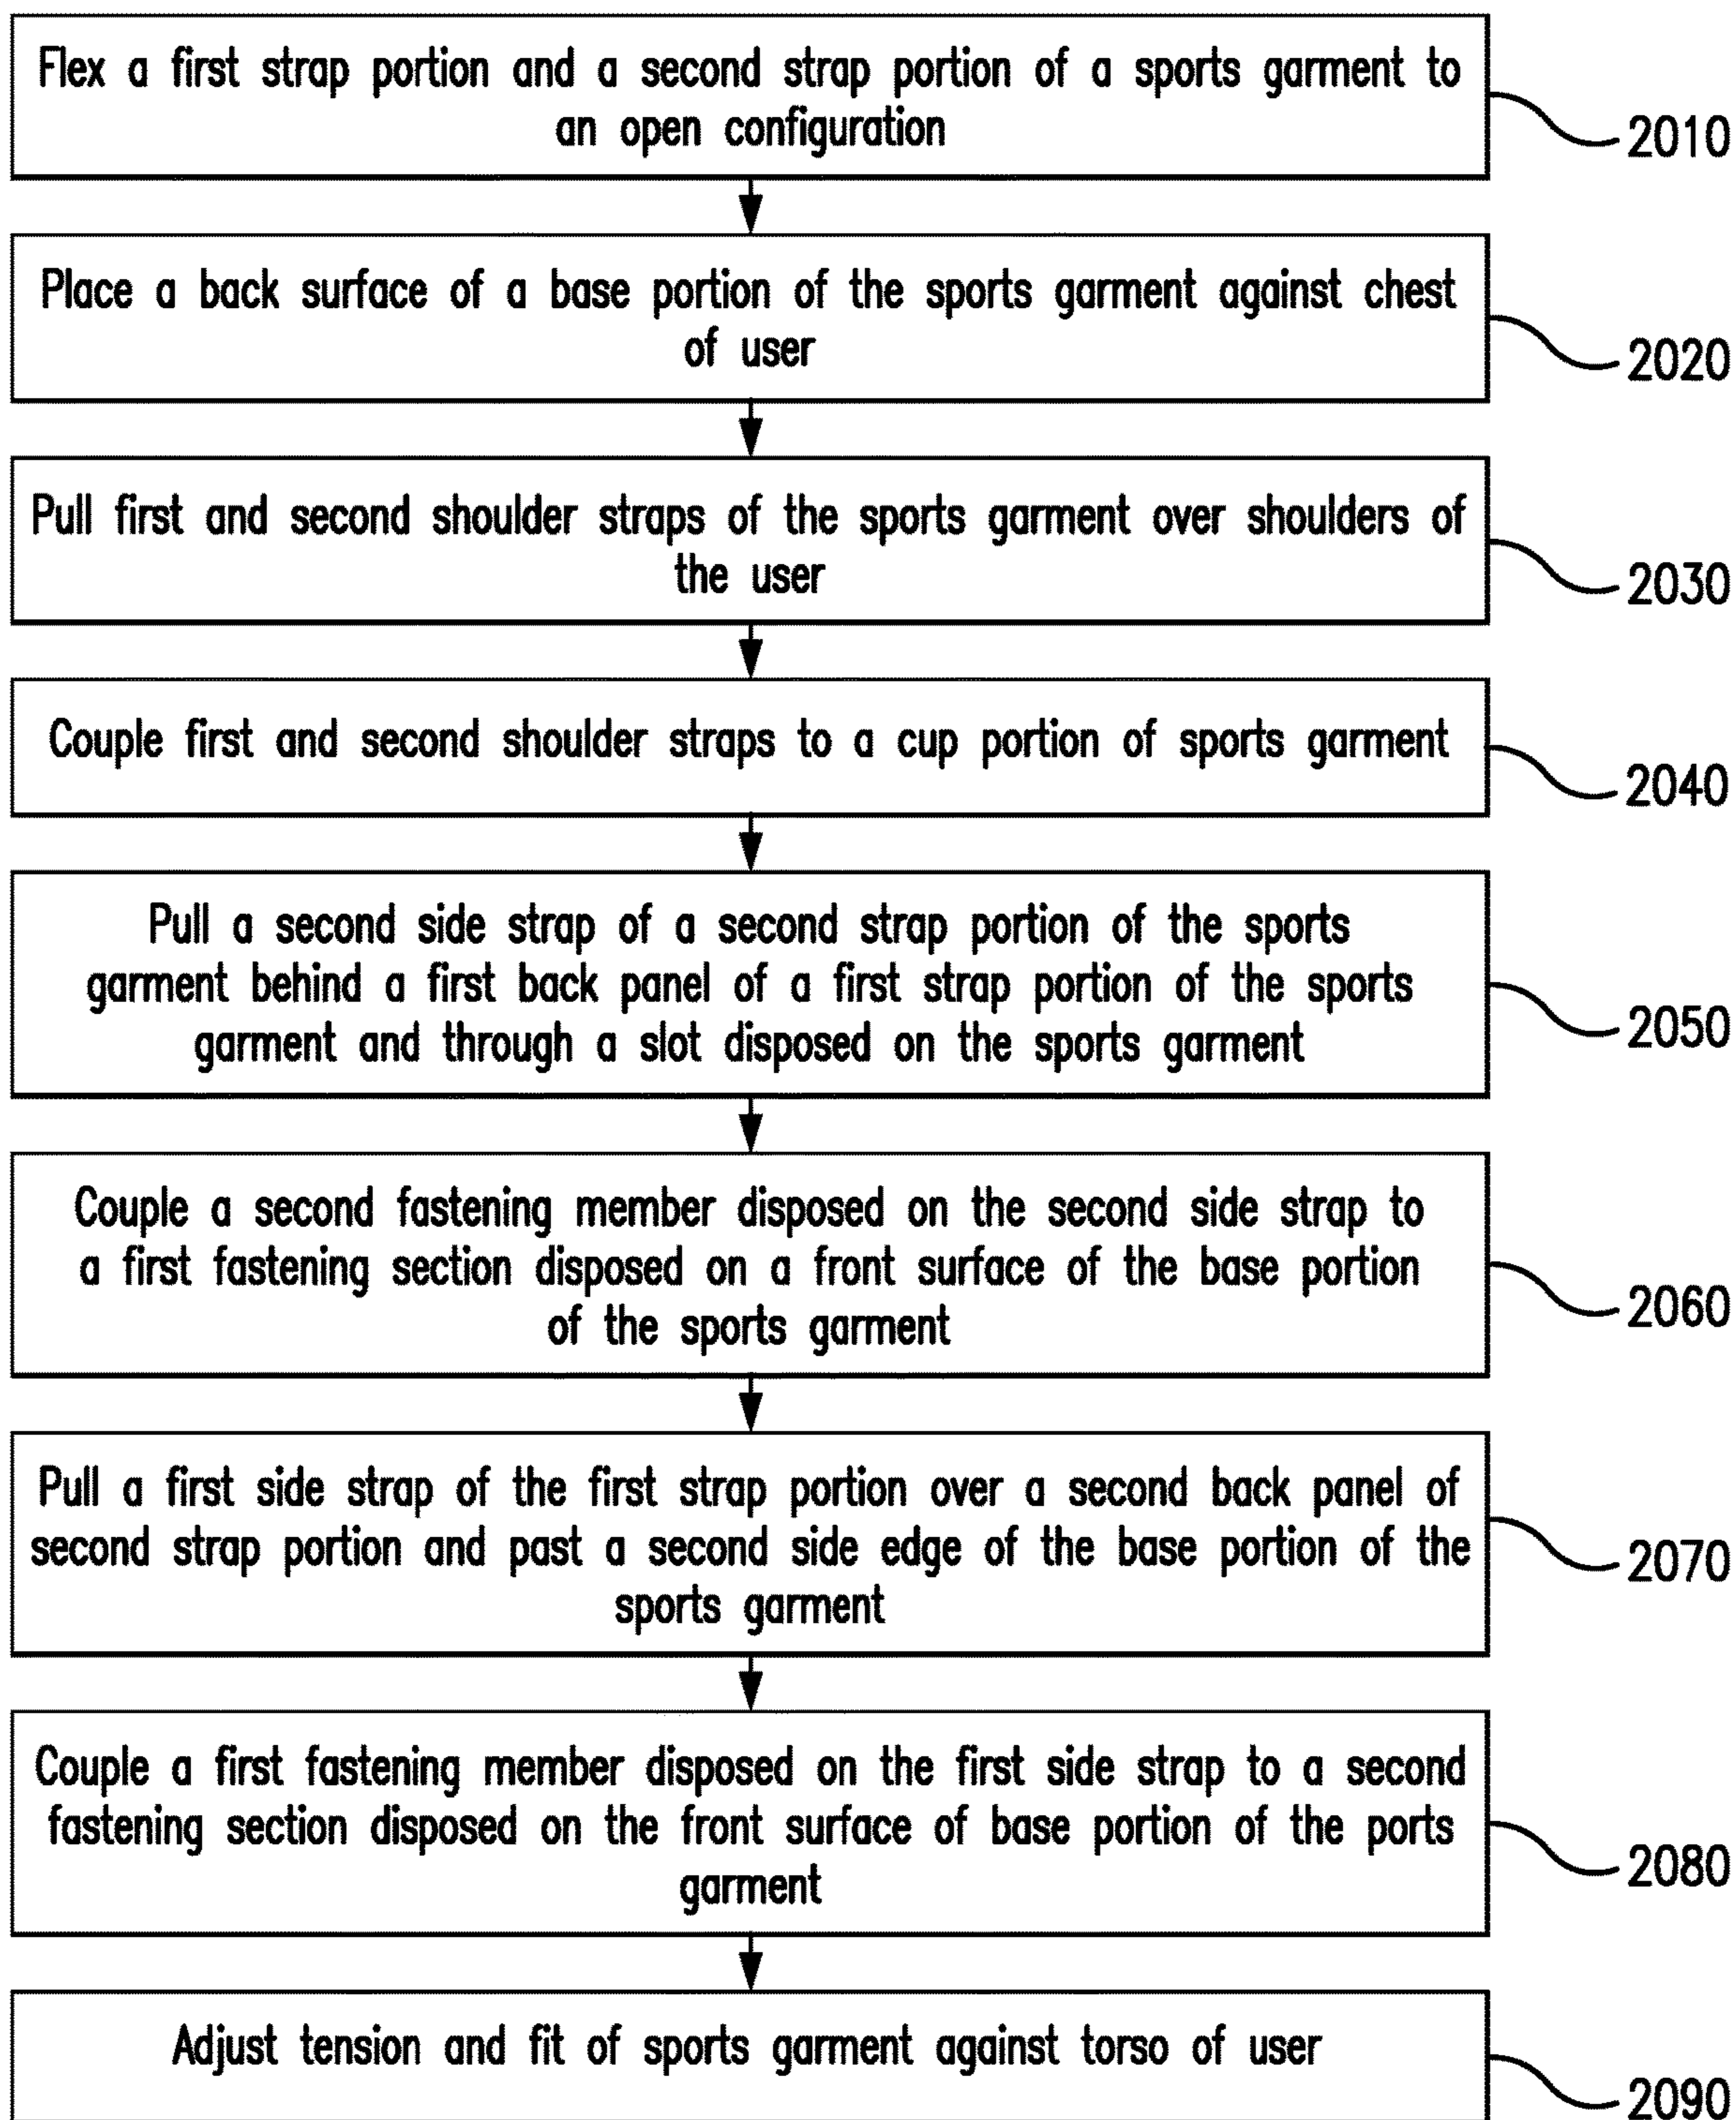 Flex a first strap portion and a second strap portion of a sports garment to
an open configuration
2010
Place a back surface of a base portion of the sports garment against chest
of user
2020
Pull first and second shoulder straps of the sports garment over shoulders of
the user
2030
Couple first and second shoulder straps to a cup portion of sports garment
2040
Pull a second side strap of a second strap portion of the sports
garment behind a first back panel of a first strap portion of the sports
garment and through a slot disposed on the sports garment
2050
Couple a second fastening member disposed on the second side strap to
a first fastening section disposed on a front surface of the base portion
of the sports garment
2060
Pull a first side strap of the first strap portion over a second back panel of
second strap portion and past a second side edge of the base portion of the
sports garment
2070
Couple a first fastening member disposed on the first side strap to a second
fastening section disposed on the front surface of base portion of the ports
garment
2080
Adjust tension and fit of sports garment against torso of user
2090